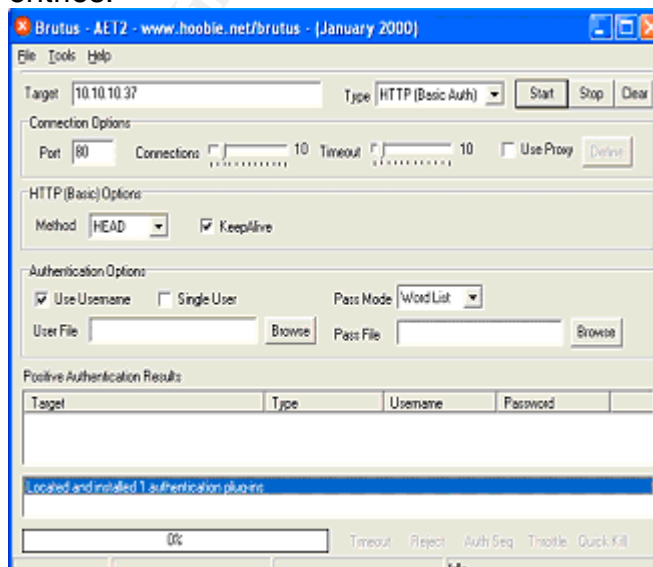 Brutus - AET2 - www.hoobie.net/brutus - (January 2000)
File Tools Help
Target 10.10.10.37 Type HTTP (Basic Auth) Start Stop Clear
Connection Options
Port 80 Connections 10 Timeout 10 Use Proxy Define
HTTP (Basic) Options
Method HEAD KeepAlive
Authentication Options
Use Username Single User Pass Mode Word List
User File Browse Pass File Browse
Positive Authentication Results
Target Type Username Password
Located and installed 1 authentication plug-ins
0% Timeout Reject Auth Seq Throttle Quick Kill